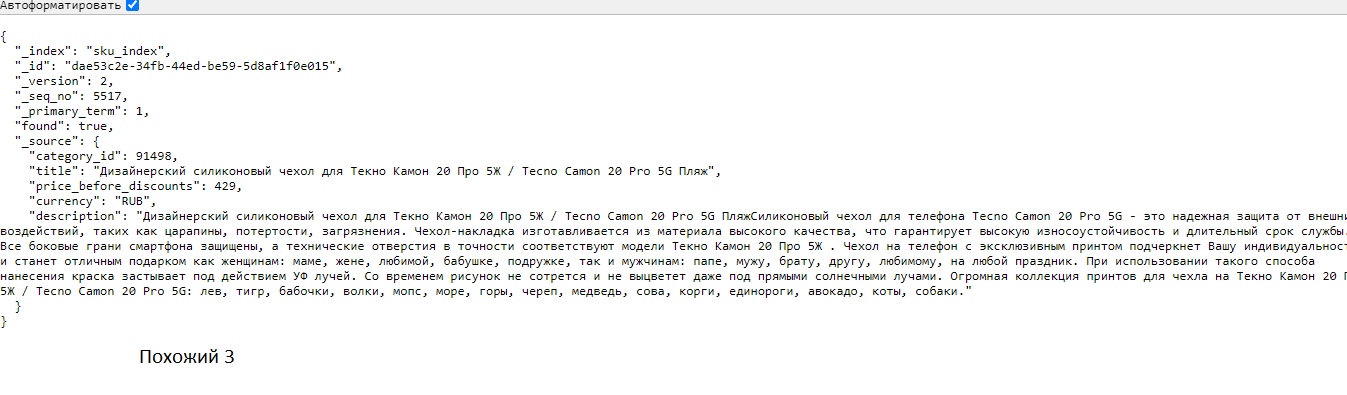 Автоформатировать
{
"_index": "sku_index",
"_id": "dae53c2e-34fb-44ed-be59-5d8af1f0e015",
"_version": 2,
"_seq_no": 5517,
"_primary_term": 1,
"found": true,
"_source": {
"category_id": 91498,
"title": "Дизайнерский силиконовый чехол для Текно Камон 20 Про 5Ж / Tecno Camon 20 Pro 5G Пляж",
"price_before_discounts": 429,
"currency": "RUB",
"description": "Дизайнерский силиконовый чехол для Текно Камон 20 Про 5Ж / Tecno Camon 20 Pro 5G ПляжСиликоновый чехол для телефона Tecno Camon 20 Pro 5G - это надежная защита от внешн
воздействий, таких как царапины, потертости, загрязнения. Чехол-накладка изготавливается из материала высокого качества, что гарантирует высокую износоустойчивость и длительный срок службы.
Все боковые грани смартфона защищены, а технические отверстия в точности соответствуют модели Текно Камон 20 Про 5Ж . Чехол на телефон с эксклюзивным принтом подчеркнет Вашу индивидуальност
и станет отличным подарком как женщинам: маме, жене, любимой, бабушке, подружке, так и мужчинам: папе, мужу, брату, другу, любимому, на любой праздник. При использовании такого способа
нанесения краска застывает под действием УФ лучей. Со временем рисунок не сотрется и не выцветет даже под прямыми солнечными лучами. Огромная коллекция принтов для чехла на Текно Камон 20 П
5Ж / Tecno Camon 20 Pro 5G: лев, тигр, бабочки, волки, мопс, море, горы, череп, медведь, сова, корги, единороги, авокадо, коты, собаки."
}
}
Похожий 3